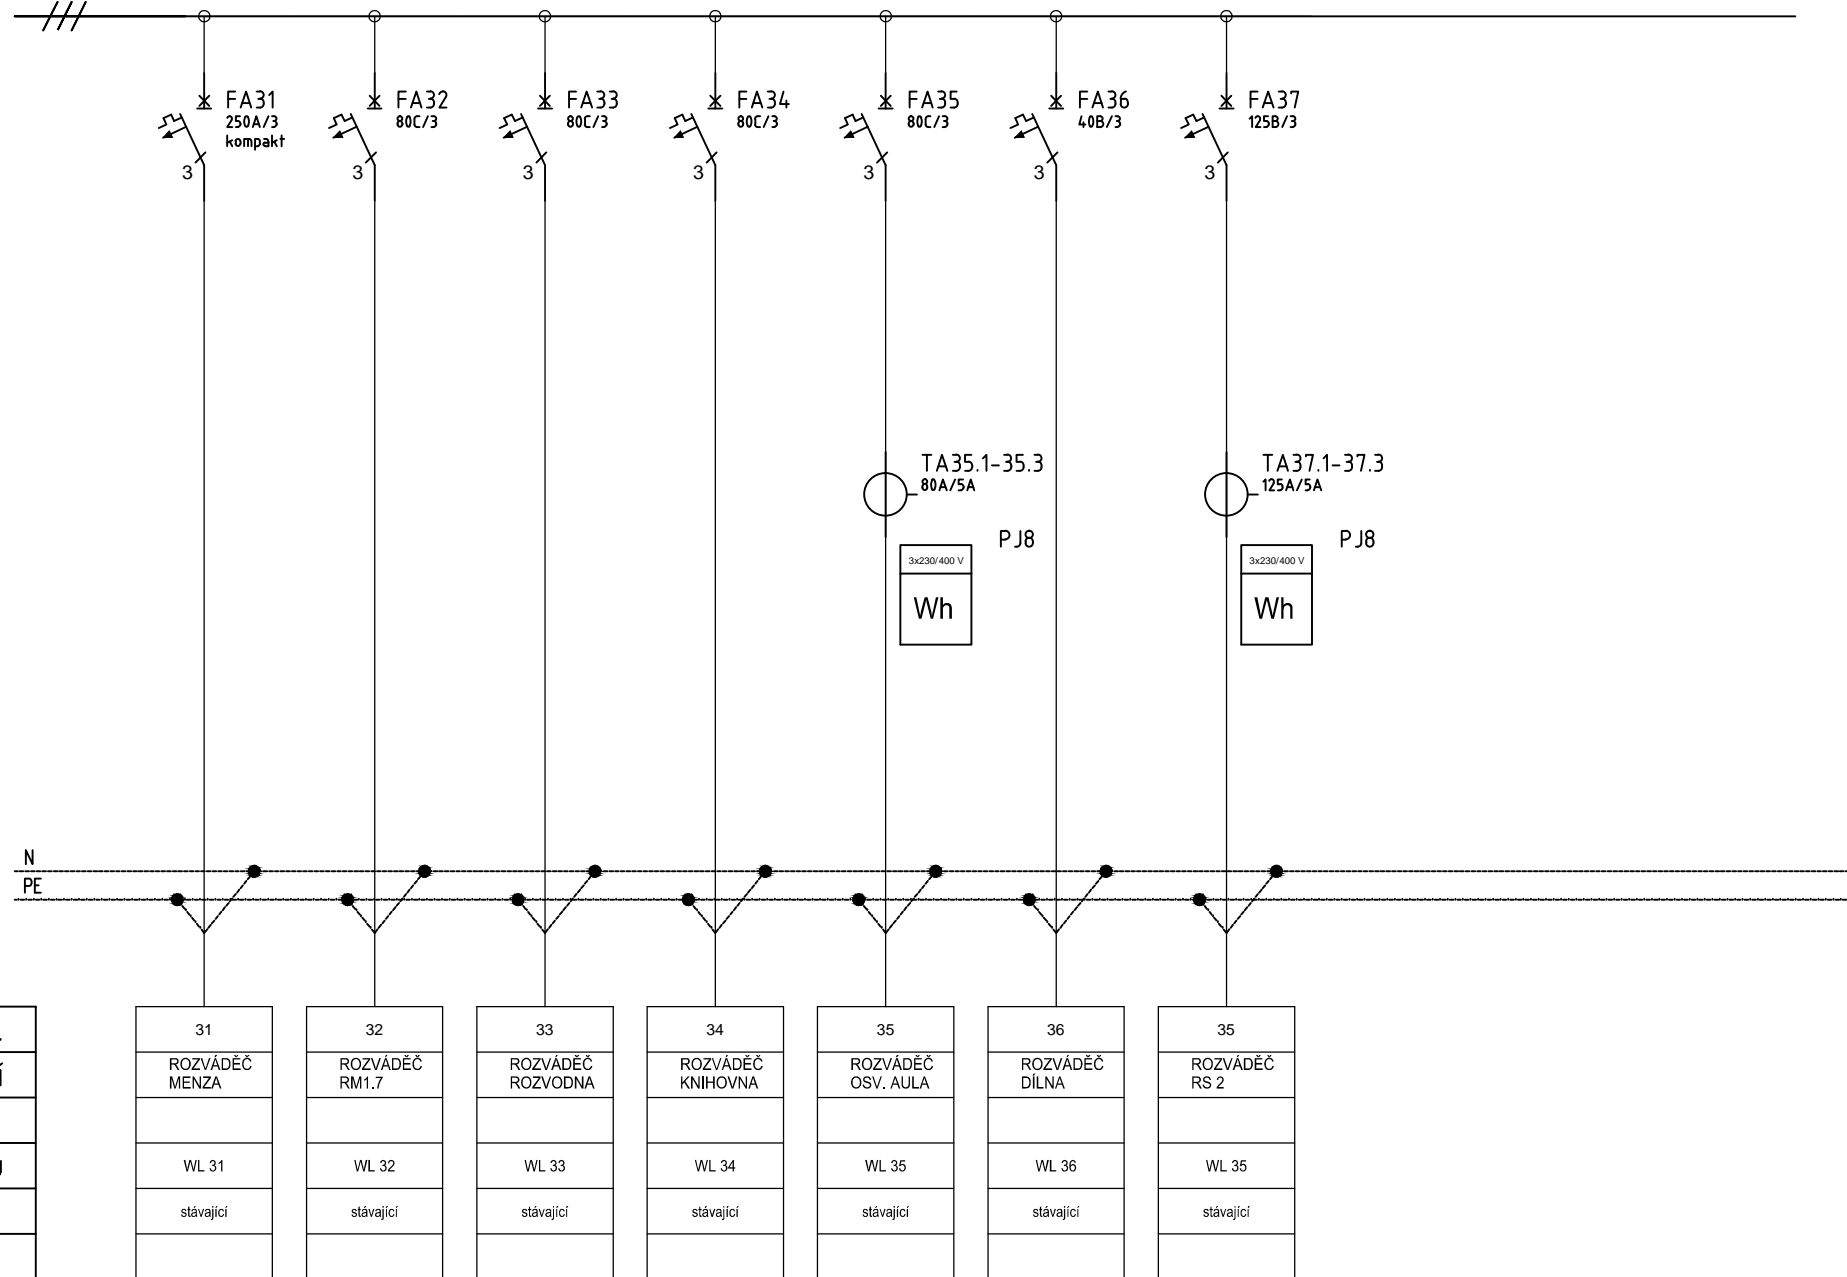 FA31
250A/3
kompakt
3
FA32
80C/3
3
FA33
80C/3
3
FA34
80C/3
3
FA35
80C/3
3
FA36
40B/3
3
FA37
125B/3
3
TA35.1-35.3
80A/5A
PJ8
3x230/400 V
Wh
TA37.1-37.3
125A/5A
PJ8
3x230/400 V
Wh
N
PE
31 32 33 34 35 36 35
ROZVÁDĚČ
MENZA
ROZVÁDĚČ
RM1.7
ROZVÁDĚČ
ROZVODNA
ROZVÁDĚČ
KNIHOVNA
ROZVÁDĚČ
OSV. AULA
ROZVÁDĚČ
DÍLNA
ROZVÁDĚČ
RS 2
WL 31 WL 32 WL 33 WL 34 WL 35 WL 36 WL 35
stávající stávající stávající stávající stávající stávající stávající